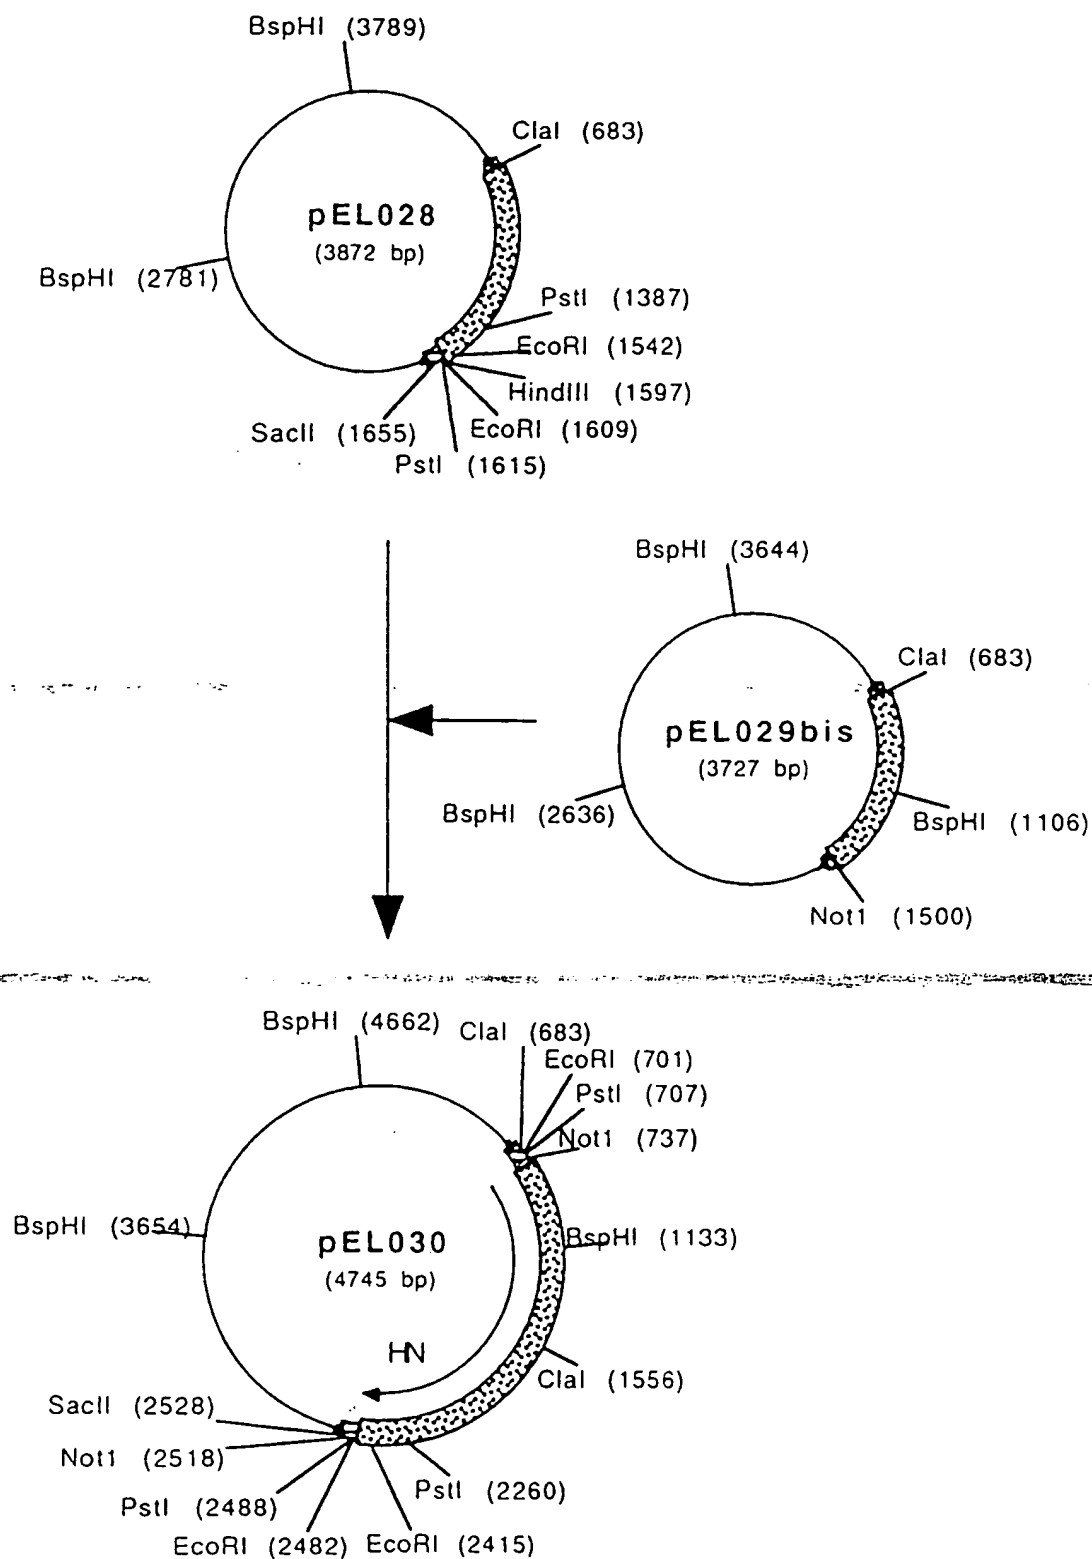 BspHI (3789)
ClaI (683)
pEL028
(3872 bp)
BspHI (2781)
PstI (1387)
EcoRI (1542)
HindIII (1597)
SacII (1655)
EcoRI (1609)
PstI (1615)
BspHI (3644)
ClaI (683)
pEL029bis
(3727 bp)
BspHI (2636)
BspHI (1106)
Not1 (1500)
BspHI (4662)
ClaI (683)
EcoRI (701)
PstI (707)
Not1 (737)
BspHI (3654)
BspHI (1133)
pEL030
(4745 bp)
HN
ClaI (1556)
SacII (2528)
Not1 (2518)
PstI (2260)
PstI (2488)
EcoRI (2482)
EcoRI (2415)